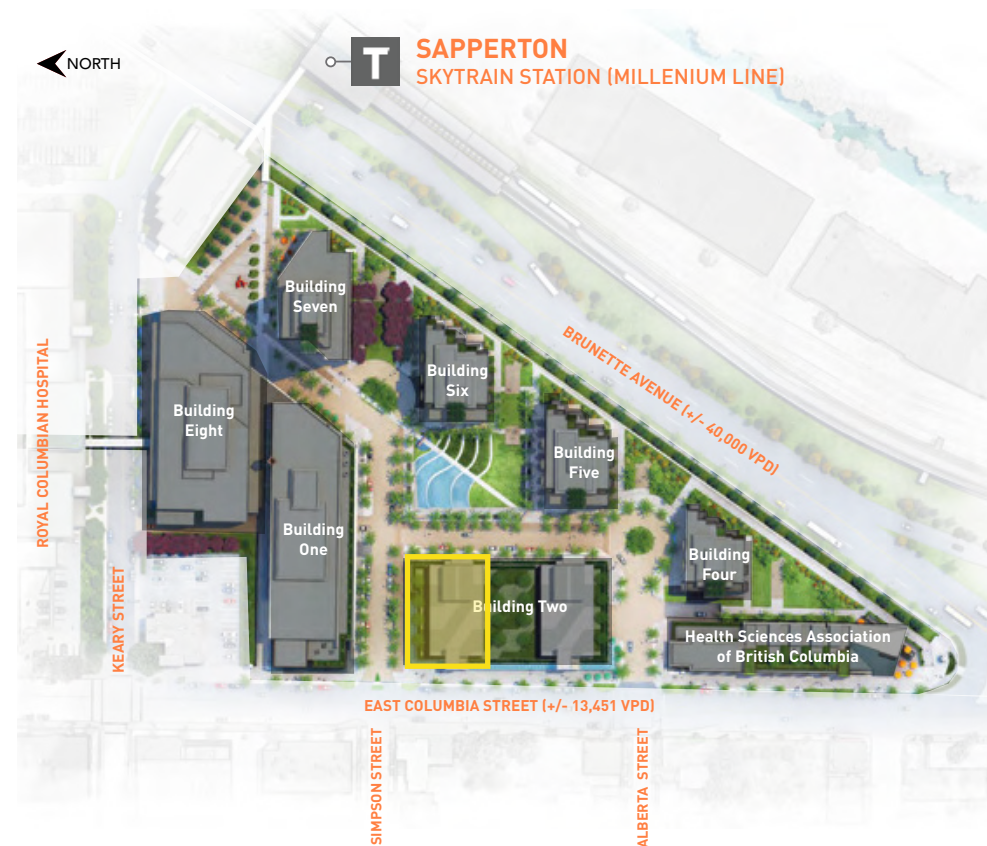 NORTH
T
SAPPERTON
SKYTRAIN STATION (MILLENIUM LINE)
Building
Seven
Building
Six
BRUNETTE AVENUE (+/- 40,000 VPD)
Building
Eight
Building
Five
ROYAL COLUMBIAN HOSPITAL
Building
One
Building
Four
KEARY STREET
Building Two
Health Sciences Association
of British Columbia
EAST COLUMBIA STREET (+/- 13,451 VPD)
SIMPSON STREET
ALBERTA STREET